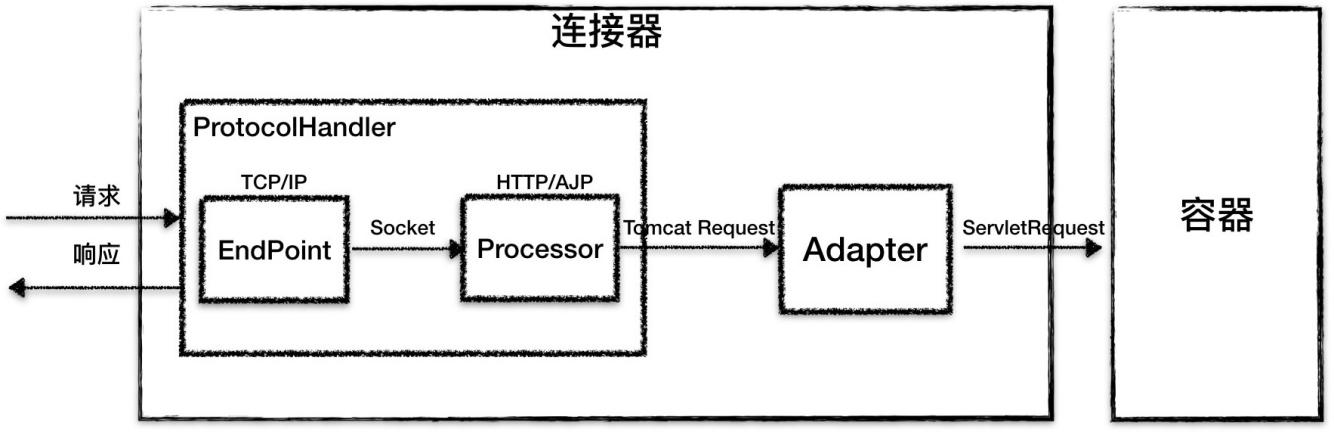 连接器
ProtocolHandler
TCP/IP
HTTP/AJP
请求
Socket
Tomcat Request
ServletRequest
容器
EndPoint
Processor
Adapter
响应